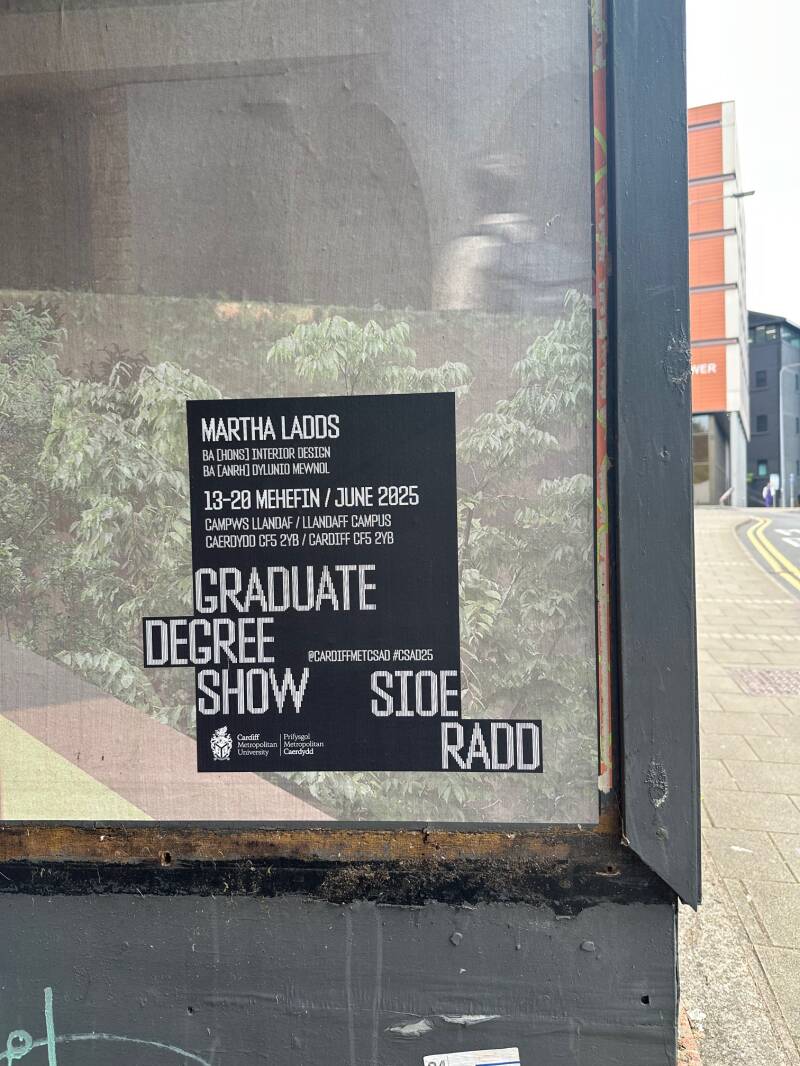 MARTHA LADDS
BA [HONS] INTERIOR DESIGN
BA [ANRH] DYLUNIO MEWNOL
13-20 MEHEFIN / JUNE 2025
CAMPWS LLANDAF / LLANDAFF CAMPUS
CAERDYDD CF5 2YB / CARDIFF CF5 2YB
GRADUATE
DEGREE
SHOW
@CARDIFFMETCSAD #CSAD25
SIOE
RADD
Cardiff
Metropolitan
University
Prifysgol
Metropolitan
Caerdydd